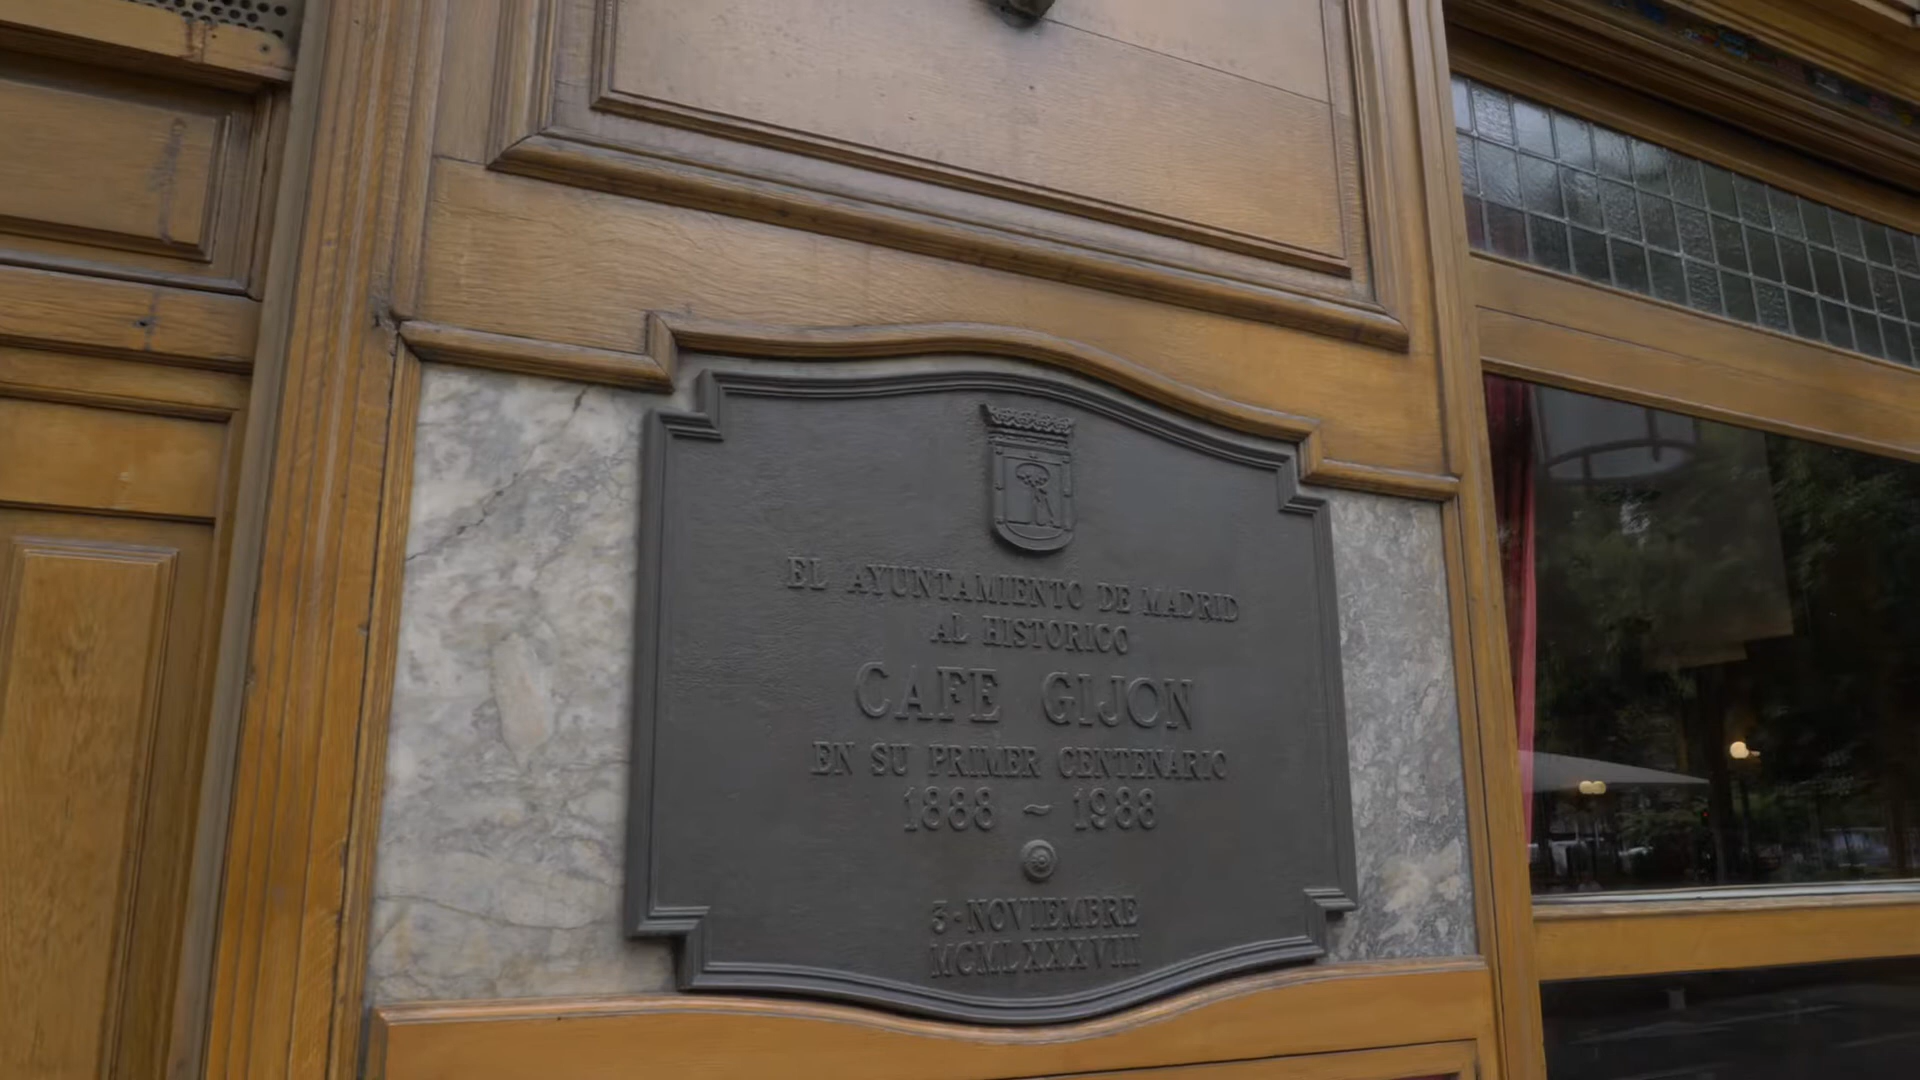 EL AYUNTAMIENTO DE MADRID
AL HISTORICO
CAFE GIJON
EN SU PRIMER CENTENARIO
1888 ~ 1988
3-NOVIEMBRE
MCMLXXXVIII